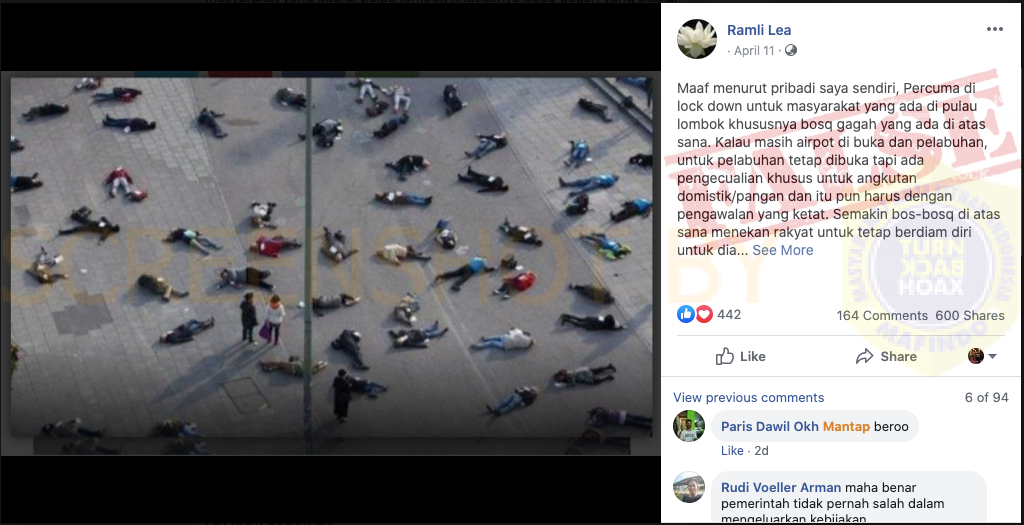 Ramli Lea
· April 11 ·
Maaf menurut pribadi saya sendiri, Percuma di
lock down untuk masyarakat yang ada di pulau
lombok khususnya bosq gagah yang ada di atas
sana. Kalau masih airpot di buka dan pelabuhan,
untuk pelabuhan tetap dibuka tapi ada
pengecualian khusus untuk angkutan
domistik/pangan dan itu pun harus dengan
pengawalan yang ketat. Semakin bos-bosq di atas
sana menekan rakyat untuk tetap berdiam diri
untuk dia... See More
FALSE
SCREENSHOT BY
TURN
BACK
HOAX
MAFINDO
442
164 Comments 600 Shares
Like
Share
View previous comments
6 of 94
Paris Dawil Okh Mantap beroo
Like · 2d
Rudi Voeller Arman maha benar
pemerintah tidak pernah salah dalam
mengeluarkan kebijakan